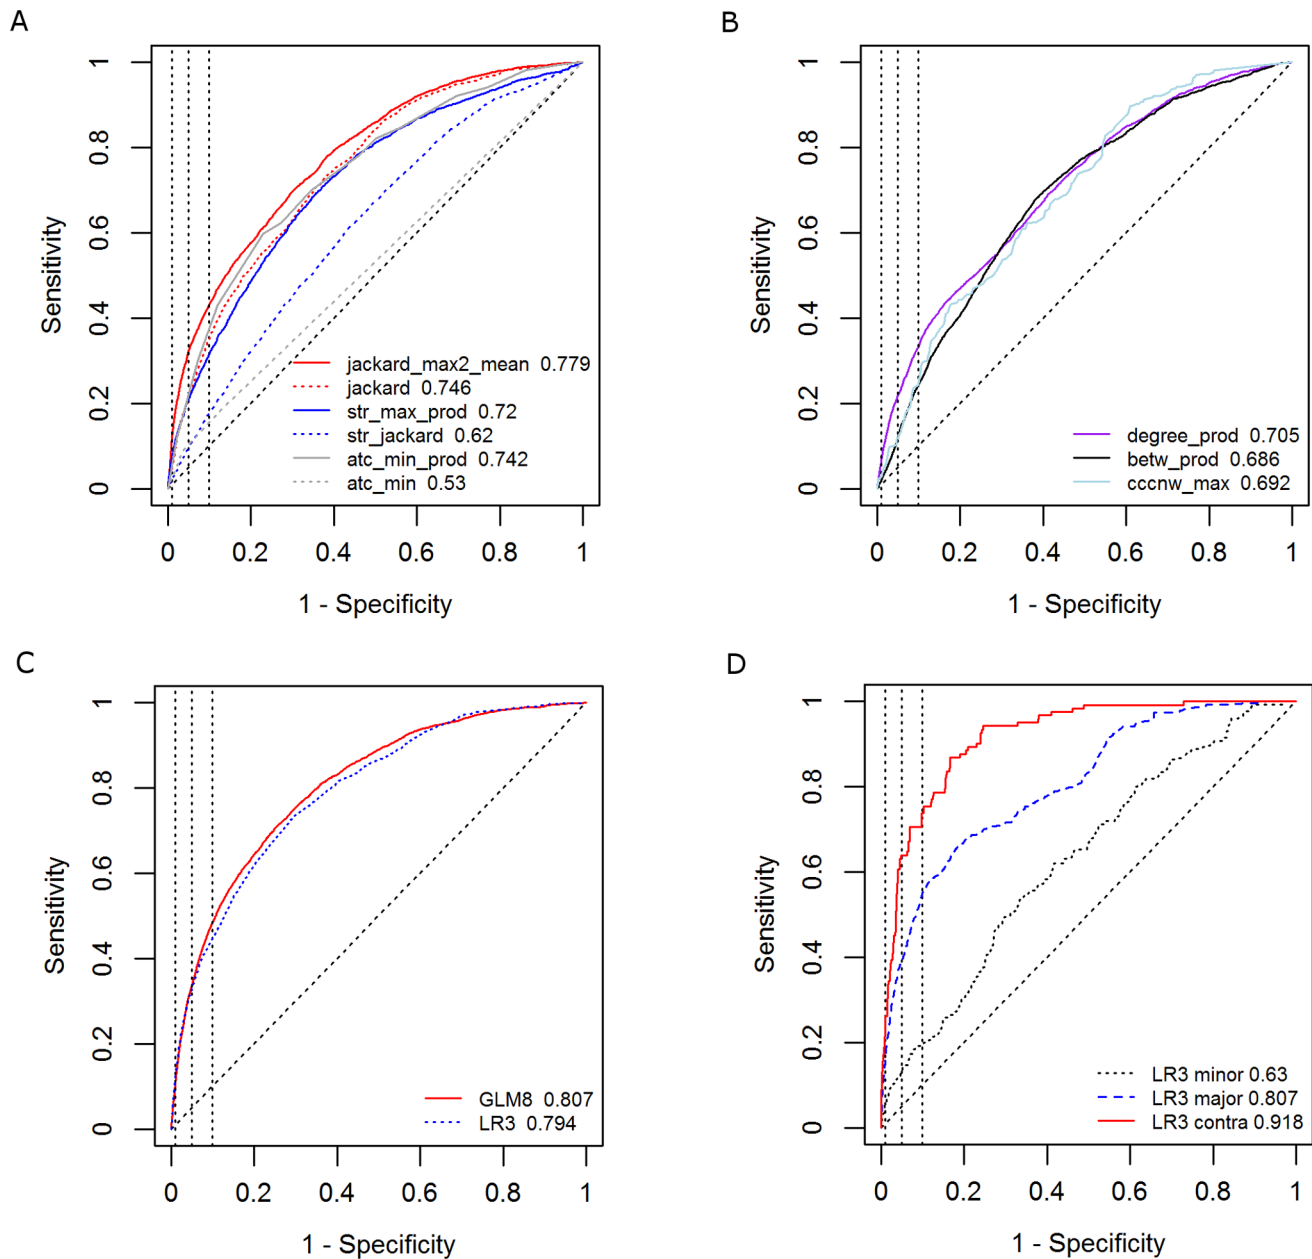 A
1
0.8
0.6
0.4
0.2
0
Sensitivity
jackard_max2_mean 0.779
jackard 0.746
str_max_prod 0.72
str_jackard 0.62
atc_min_prod 0.742
atc_min 0.53
0 0.2 0.4 0.6 0.8 1
1 - Specificity
B
1
0.8
0.6
0.4
0.2
0
Sensitivity
degree_prod 0.705
betw_prod 0.686
cccnw_max 0.692
0 0.2 0.4 0.6 0.8 1
1 - Specificity
C
1
0.8
0.6
0.4
0.2
0
Sensitivity
GLM8 0.807
LR3 0.794
0 0.2 0.4 0.6 0.8 1
1 - Specificity
D
1
0.8
0.6
0.4
0.2
0
Sensitivity
LR3 minor 0.63
LR3 major 0.807
LR3 contra 0.918
0 0.2 0.4 0.6 0.8 1
1 - Specificity